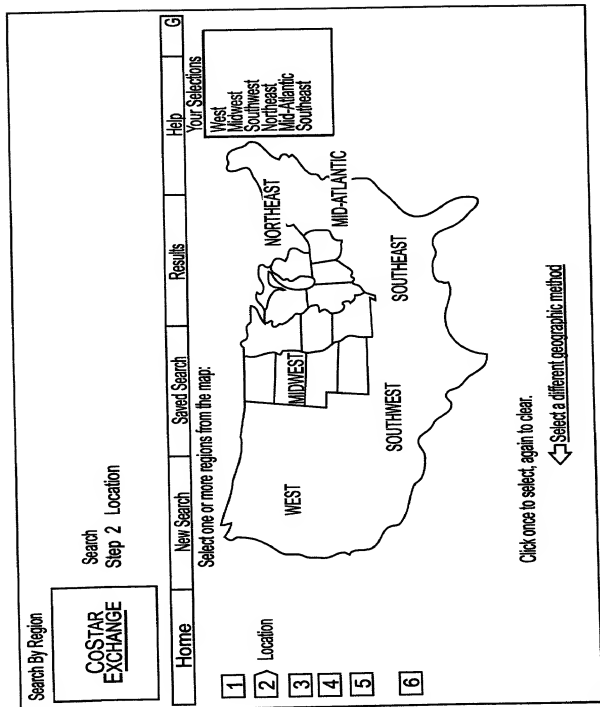 Search By Region
COSTAR
EXCHANGE
Search
Step 2 Location
Home New Search Saved Search Results Help G
Select one or more regions from the map:
Your Selections
West
Midwest
Southwest
Northeast
Mid-Atlantic
Southeast
1
2 Location
3
4
5
6
WEST
MIDWEST
NORTHEAST
MID-ATLANTIC
SOUTHWEST
SOUTHEAST
Click once to select, again to clear.
Select a different geographic method